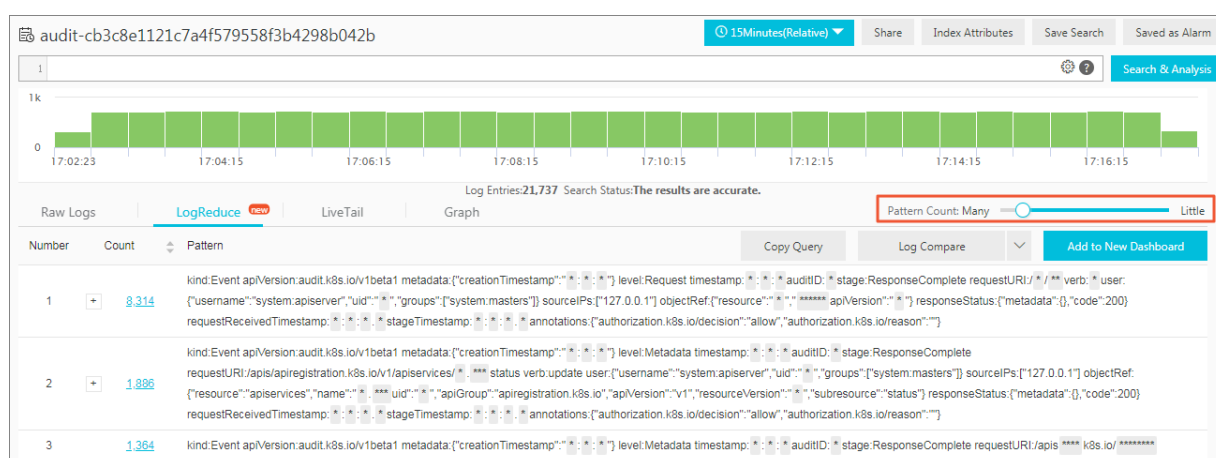 audit-cb3c8e1121c7a4f579558f3b4298b042b 15Minutes(Relative) Share Index Attributes Save Search Saved as Alarm
1 Search & Analysis
1k
0
17:02:23 17:04:15 17:06:15 17:08:15 17:10:15 17:12:15 17:14:15 17:16:15
Log Entries:21,737 Search Status:The results are accurate.
Raw Logs LogReduce new LiveTail Graph Pattern Count: Many Little
Number Count Pattern Copy Query Log Compare Add to New Dashboard
kind:Event apiVersion:audit.k8s.io/v1beta1 metadata:{"creationTimestamp":" * : * : * "} level:Request timestamp: * : * : * auditID: * stage:ResponseComplete requestURI:/ * / ** verb: * user:
1 + 8,314 {"username":"system:apiserver","uid":" * ","groups":["system:masters"]} sourceIPs:["127.0.0.1"] objectRef:{"resource":" * "," ****** apiVersion":" * "} responseStatus:{"metadata":{},"code":200}
requestReceivedTimestamp: * : * : * . * stageTimestamp: * : * : * . * annotations:{"authorization.k8s.io/decision":"allow","authorization.k8s.io/reason":""}
kind:Event apiVersion:audit.k8s.io/v1beta1 metadata:{"creationTimestamp":" * : * : * "} level:Metadata timestamp: * : * : * auditID: * stage:ResponseComplete
requestURI:/apis/apiregistration.k8s.io/v1/apiservices/ * . *** status verb:update user:{"username":"system:apiserver","uid":" * ","groups":["system:masters"]} sourceIPs:["127.0.0.1"] objectRef:
2 + 1,886 {"resource":"apiservices","name":" * . *** uid":" * ","apiGroup":"apiregistration.k8s.io","apiVersion":"v1","resourceVersion":" * ","subresource":"status"} responseStatus:{"metadata":{},"code":200}
requestReceivedTimestamp: * : * : * . * stageTimestamp: * : * : * . * annotations:{"authorization.k8s.io/decision":"allow","authorization.k8s.io/reason":""}
3 1,364 kind:Event apiVersion:audit.k8s.io/v1beta1 metadata:{"creationTimestamp":" * : * : * "} level:Metadata timestamp: * : * : * auditID: * stage:ResponseComplete requestURI:/apis **** k8s.io/ ********